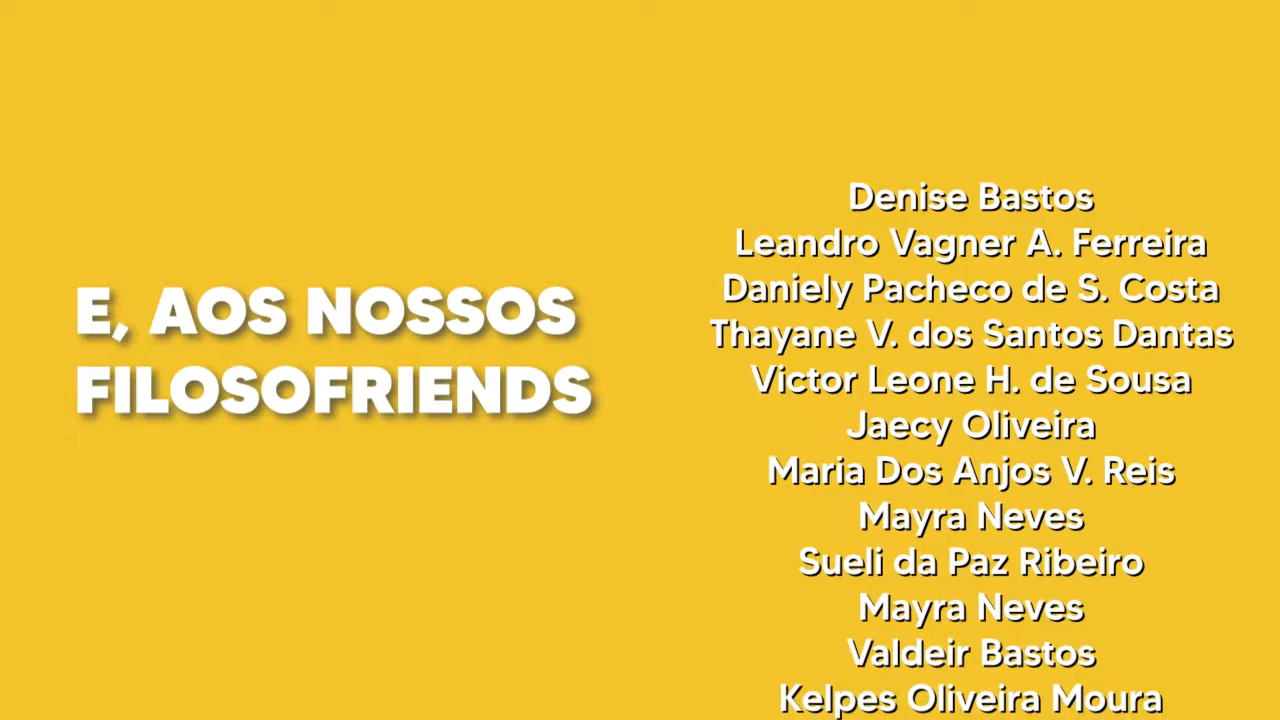 E, AOS NOSSOS
FILOSOFRIENDS
Denise Bastos
Leandro Vagner A. Ferreira
Daniely Pacheco de S. Costa
Thayane V. dos Santos Dantas
Victor Leone H. de Sousa
Jaecy Oliveira
Maria Dos Anjos V. Reis
Mayra Neves
Sueli da Paz Ribeiro
Mayra Neves
Valdeir Bastos
Kelpes Oliveira Moura